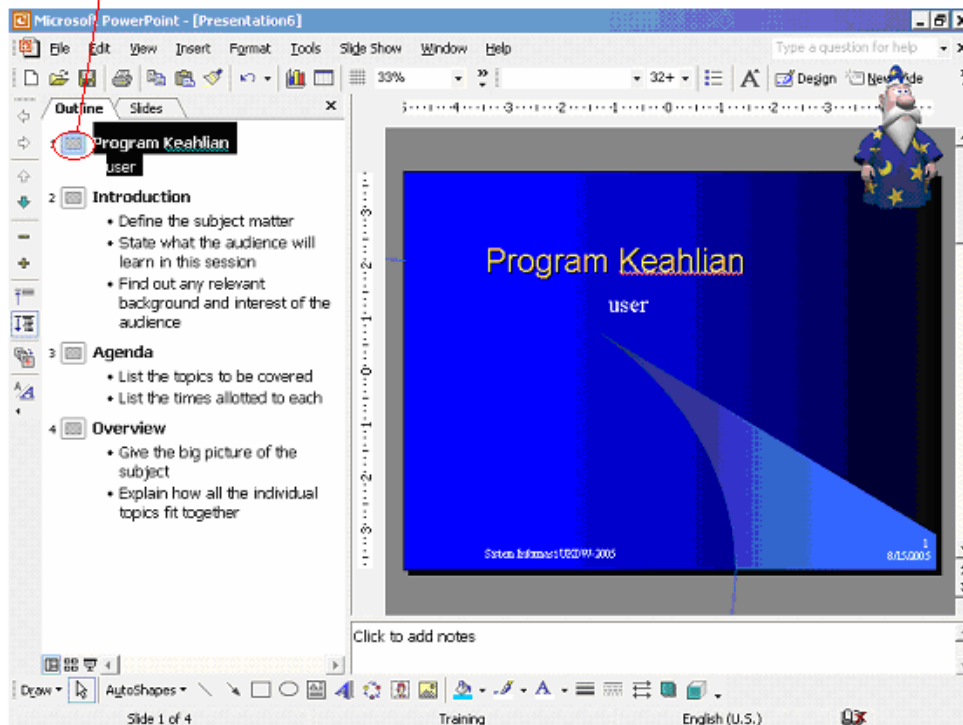 Microsoft PowerPoint - [Presentation6]
File Edit View Insert Format Tools Slide Show Window Help
Type a question for help
33%
32+
Design
Outline Slides
1 Program Keahlian
user
2 Introduction
• Define the subject matter
• State what the audience will
learn in this session
• Find out any relevant
background and interest of the
audience
3 Agenda
• List the topics to be covered
• List the times allotted to each
4 Overview
• Give the big picture of the
subject
• Explain how all the individual
topics fit together
Program Keahlian
user
Sistem Informasi UKDW-2005
1
8/15/2005
Click to add notes
Draw AutoShapes
Slide 1 of 4 Training English (U.S.)